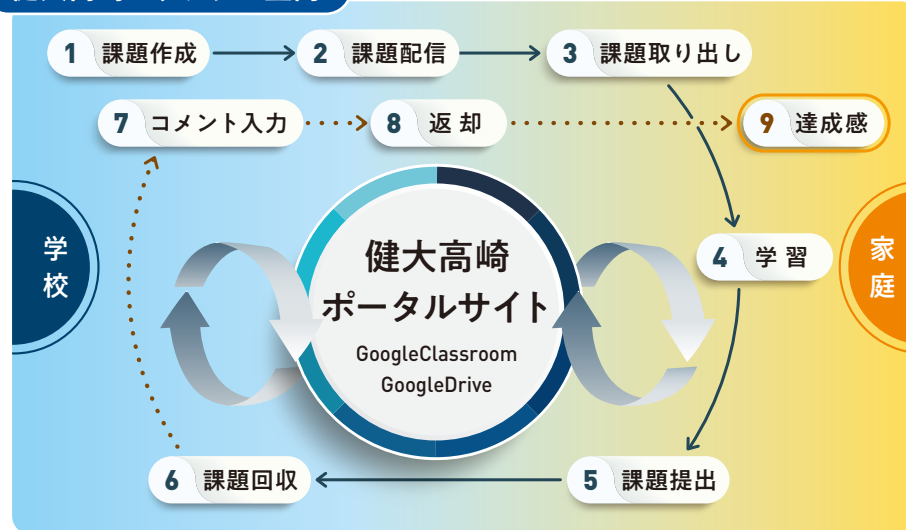 1 課題作成
2 課題配信
3 課題取り出し
7 コメント入力
8 返却
9 達成感
学校
健大高崎
ポータルサイト
GoogleClassroom
GoogleDrive
4 学習
家庭
6 課題回収
5 課題提出